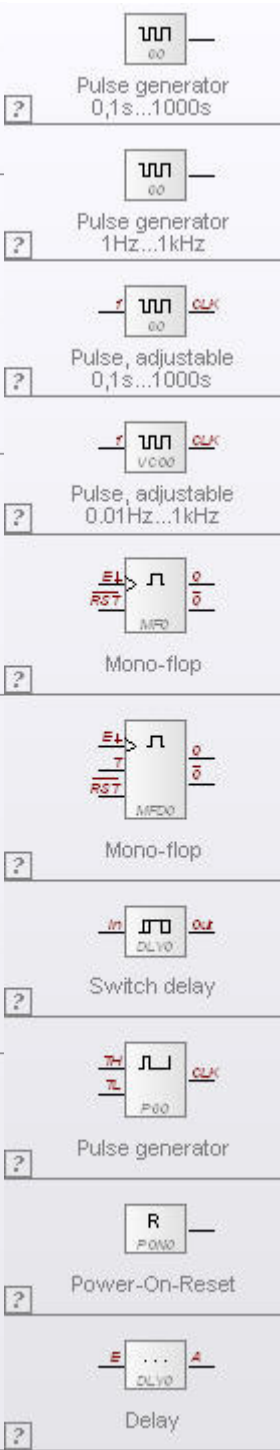 G0
Pulse generator
0,1s...1000s
?
G0
Pulse generator
1Hz...1kHz
?
f CLK
G0
Pulse, adjustable
0,1s...1000s
?
f CLK
VCO0
Pulse, adjustable
0.01Hz...1kHz
?
E↓ Q
RST Q
MF0
Mono-flop
?
E↓
T Q
RST Q
MFD0
Mono-flop
?
In Out
DLY0
Switch delay
?
TH
TL CLK
PG0
Pulse generator
?
R
PON0
Power-On-Reset
?
E ... A
DLY0
Delay
?